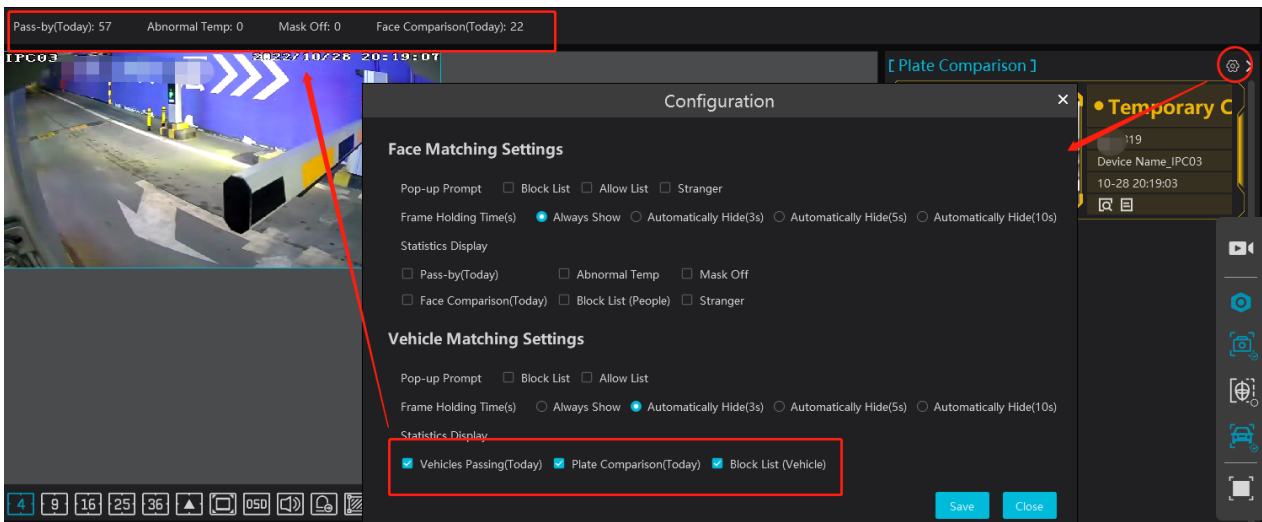 Pass-by(Today): 57 Abnormal Temp: 0 Mask Off: 0 Face Comparison(Today): 22
IPC03 2022/10/28 20:19:07
[ Plate Comparison ]
Configuration
Temporary C
319
Device Name_IPC03
10-28 20:19:03
Face Matching Settings
Pop-up Prompt Block List Allow List Stranger
Frame Holding Time(s) Always Show Automatically Hide(3s) Automatically Hide(5s) Automatically Hide(10s)
Statistics Display
Pass-by(Today) Abnormal Temp Mask Off
Face Comparison(Today) Block List (People) Stranger
Vehicle Matching Settings
Pop-up Prompt Block List Allow List
Frame Holding Time(s) Always Show Automatically Hide(3s) Automatically Hide(5s) Automatically Hide(10s)
Statistics Display
Vehicles Passing(Today) Plate Comparison(Today) Block List (Vehicle)
4 9 16 25 36 OSD
Save Close